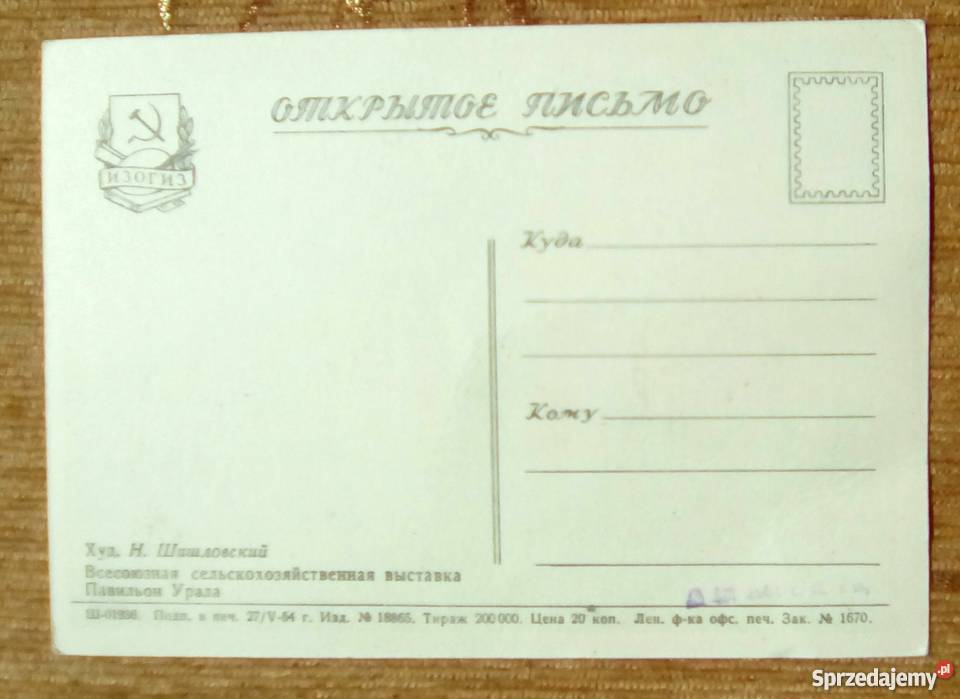 ОТКРЫТОЕ ПИСЬМО
ИЗОГИЗ
Куда
Кому
Худ. Н. Шишловский
Всесоюзная сельскохозяйственная выставка
Павильон Урала
Подп. в печ. 27/V-54 г. Изд. № 18865. Тираж 200 000. Цена 20 коп. Лен. ф-ка офс. печ. Зак. № 1670.
Sprzedajemy.pl